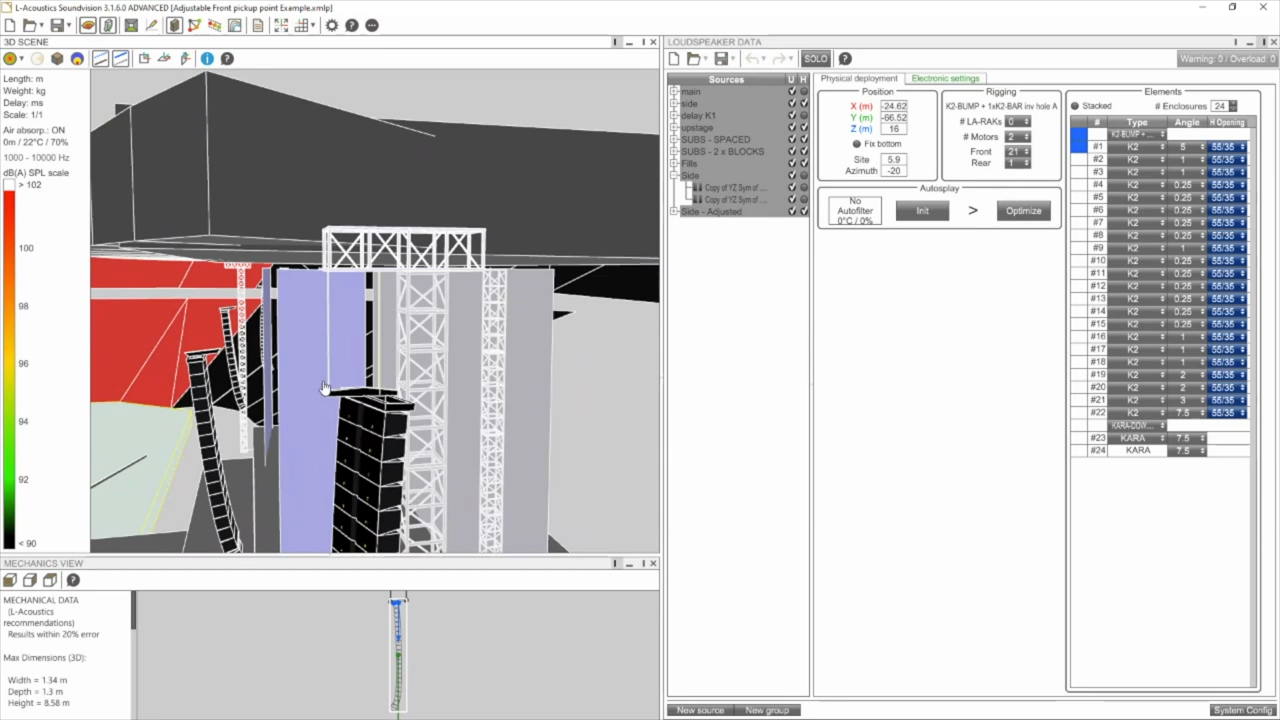 L-Acoustics Soundvision 3.1.6.0 ADVANCED [Adjustable Front pickup point Example.xmlp]
3D SCENE
Length: m
Weight: kg
Delay: ms
Scale: 1/1
Air absorp.: ON
0m / 22°C / 70%
1000 - 10000 Hz
dB(A) SPL scale
> 102
100
98
96
94
92
< 90
MECHANICS VIEW
MECHANICAL DATA
(L-Acoustics
recommendations)
Results within 20% error
Max Dimensions (3D):
Width = 1.34 m
Depth = 1.3 m
Height = 8.58 m
LOUDSPEAKER DATA
SOLO
Warning: 0 / Overload: 0
Sources U H
main
side
delay K1
upstage
SUBS - SPACED
SUBS - 2 x BLOCKS
Fills
Side
Copy of YZ Sym of ...
Copy of YZ Sym of ...
Side - Adjusted
New source New group
Physical deployment Electronic settings
Position
X (m) -24.62
Y (m) -66.52
Z (m) 16
Fix bottom
Site 5.9
Azimuth -20
Rigging
K2-BUMP + 1xK2-BAR inv hole A
# LA-RAKs 0
# Motors 2
Front 21
Rear 1
Autosplay
No
Autofilter
0°C / 0%
Init > Optimize
Elements
Stacked # Enclosures 24
# Type Angle H Opening
K2-BUMP + ...
#1 K2 5 55/35
#2 K2 1 55/35
#3 K2 1 55/35
#4 K2 0.25 55/35
#5 K2 0.25 55/35
#6 K2 0.25 55/35
#7 K2 0.25 55/35
#8 K2 0.25 55/35
#9 K2 1 55/35
#10 K2 0.25 55/35
#11 K2 0.25 55/35
#12 K2 0.25 55/35
#13 K2 0.25 55/35
#14 K2 0.25 55/35
#15 K2 0.25 55/35
#16 K2 1 55/35
#17 K2 1 55/35
#18 K2 1 55/35
#19 K2 2 55/35
#20 K2 2 55/35
#21 K2 3 55/35
#22 K2 7.5 55/35
KARA-DOW...
#23 KARA 7.5
#24 KARA 7.5
System Config